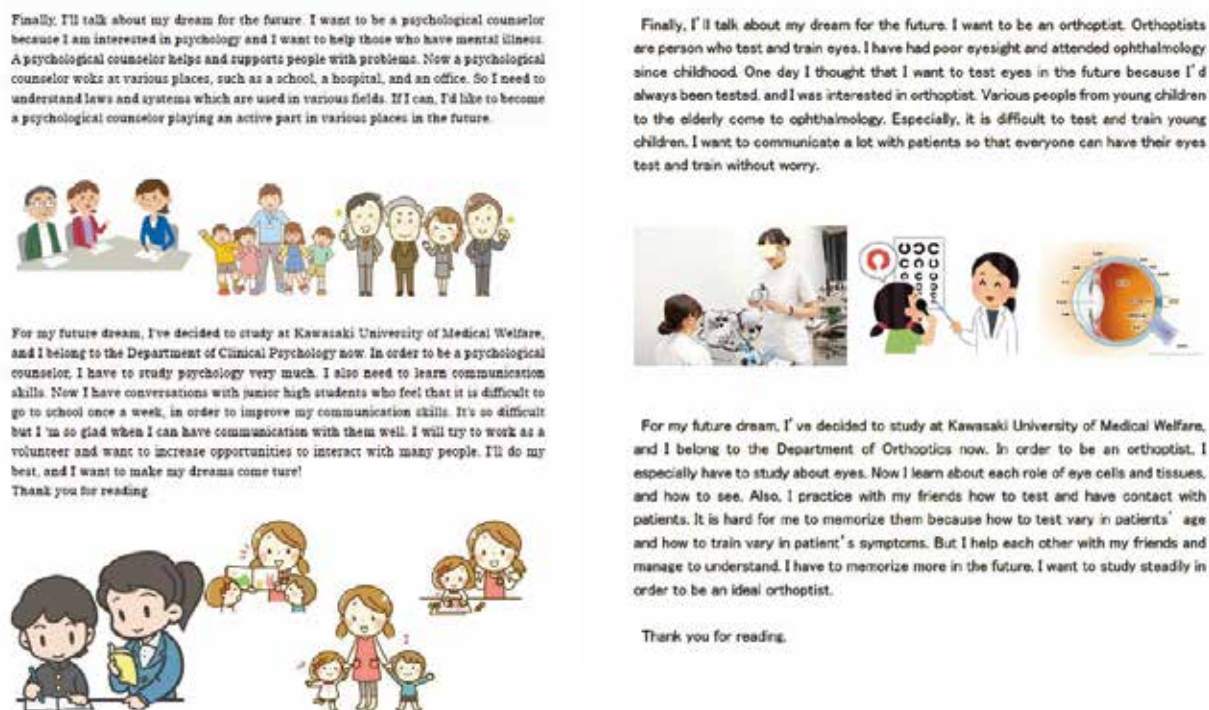 Finally, I'll talk about my dream for the future. I want to be a psychological counselor
because I am interested in psychology and I want to help those who have mental illness.
A psychological counselor helps and supports people with problems. Now a psychological
counselor woks at various places, such as a school, a hospital, and an office. So I need to
understand laws and systems which are used in various fields. If I can, I'd like to become
a psychological counselor playing an active part in various places in the future.
For my future dream, I've decided to study at Kawasaki University of Medical Welfare,
and I belong to the Department of Clinical Psychology now. In order to be a psychological
counselor, I have to study psychology very much. I also need to learn communication
skills. Now I have conversations with junior high students who feel that it is difficult to
go to school once a week, in order to improve my communication skills. It's so difficult
but I 'm so glad when I can have communication with them well. I will try to work as a
volunteer and want to increase opportunities to interact with many people. I'll do my
best, and I want to make my dreams come ture!
Thank you for reading.
Finally, I'll talk about my dream for the future. I want to be an orthoptist. Orthoptists
are person who test and train eyes. I have had poor eyesight and attended ophthalmology
since childhood. One day I thought that I want to test eyes in the future because I'd
always been tested, and I was interested in orthoptist. Various people from young children
to the elderly come to ophthalmology. Especially, it is difficult to test and train young
children. I want to communicate a lot with patients so that everyone can have their eyes
test and train without worry.
For my future dream, I've decided to study at Kawasaki University of Medical Welfare,
and I belong to the Department of Orthoptics now. In order to be an orthoptist, I
especially have to study about eyes. Now I learn about each role of eye cells and tissues,
and how to see. Also, I practice with my friends how to test and have contact with
patients. It is hard for me to memorize them because how to test vary in patients' age
and how to train vary in patient's symptoms. But I help each other with my friends and
manage to understand. I have to memorize more in the future. I want to study steadily in
order to be an ideal orthoptist.
Thank you for reading.